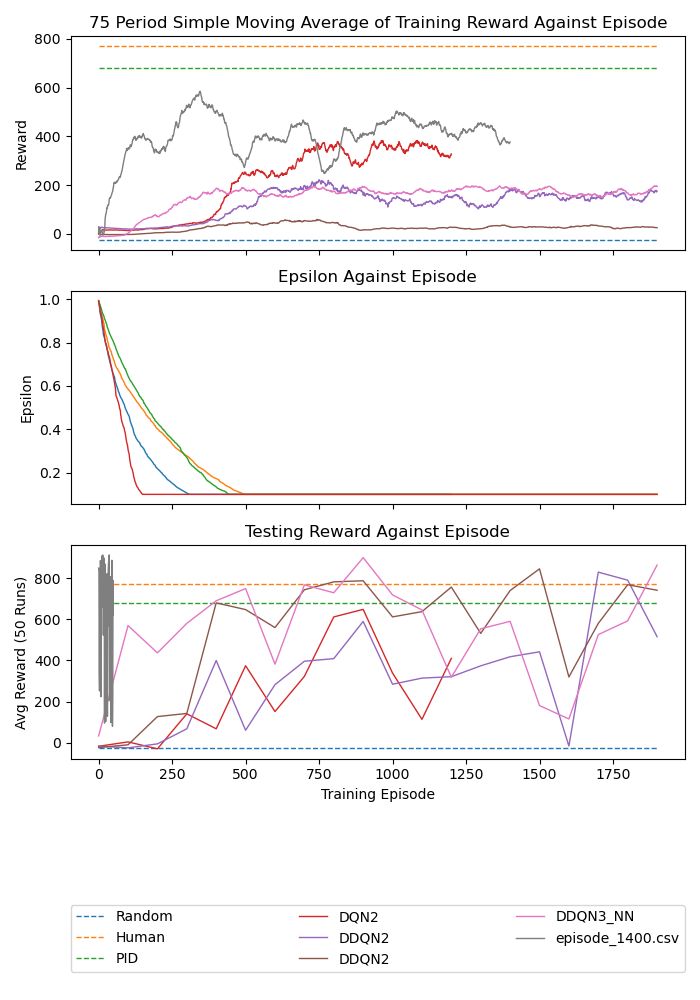 75 Period Simple Moving Average of Training Reward Against Episode
800
600
400
200
0
Reward
Epsilon Against Episode
1.0
0.8
0.6
0.4
0.2
Epsilon
Testing Reward Against Episode
800
600
400
200
0
Avg Reward (50 Runs)
0 250 500 750 1000 1250 1500 1750
Training Episode
Random DQN2 DDQN3_NN
Human DDQN2 episode_1400.csv
PID DDQN2